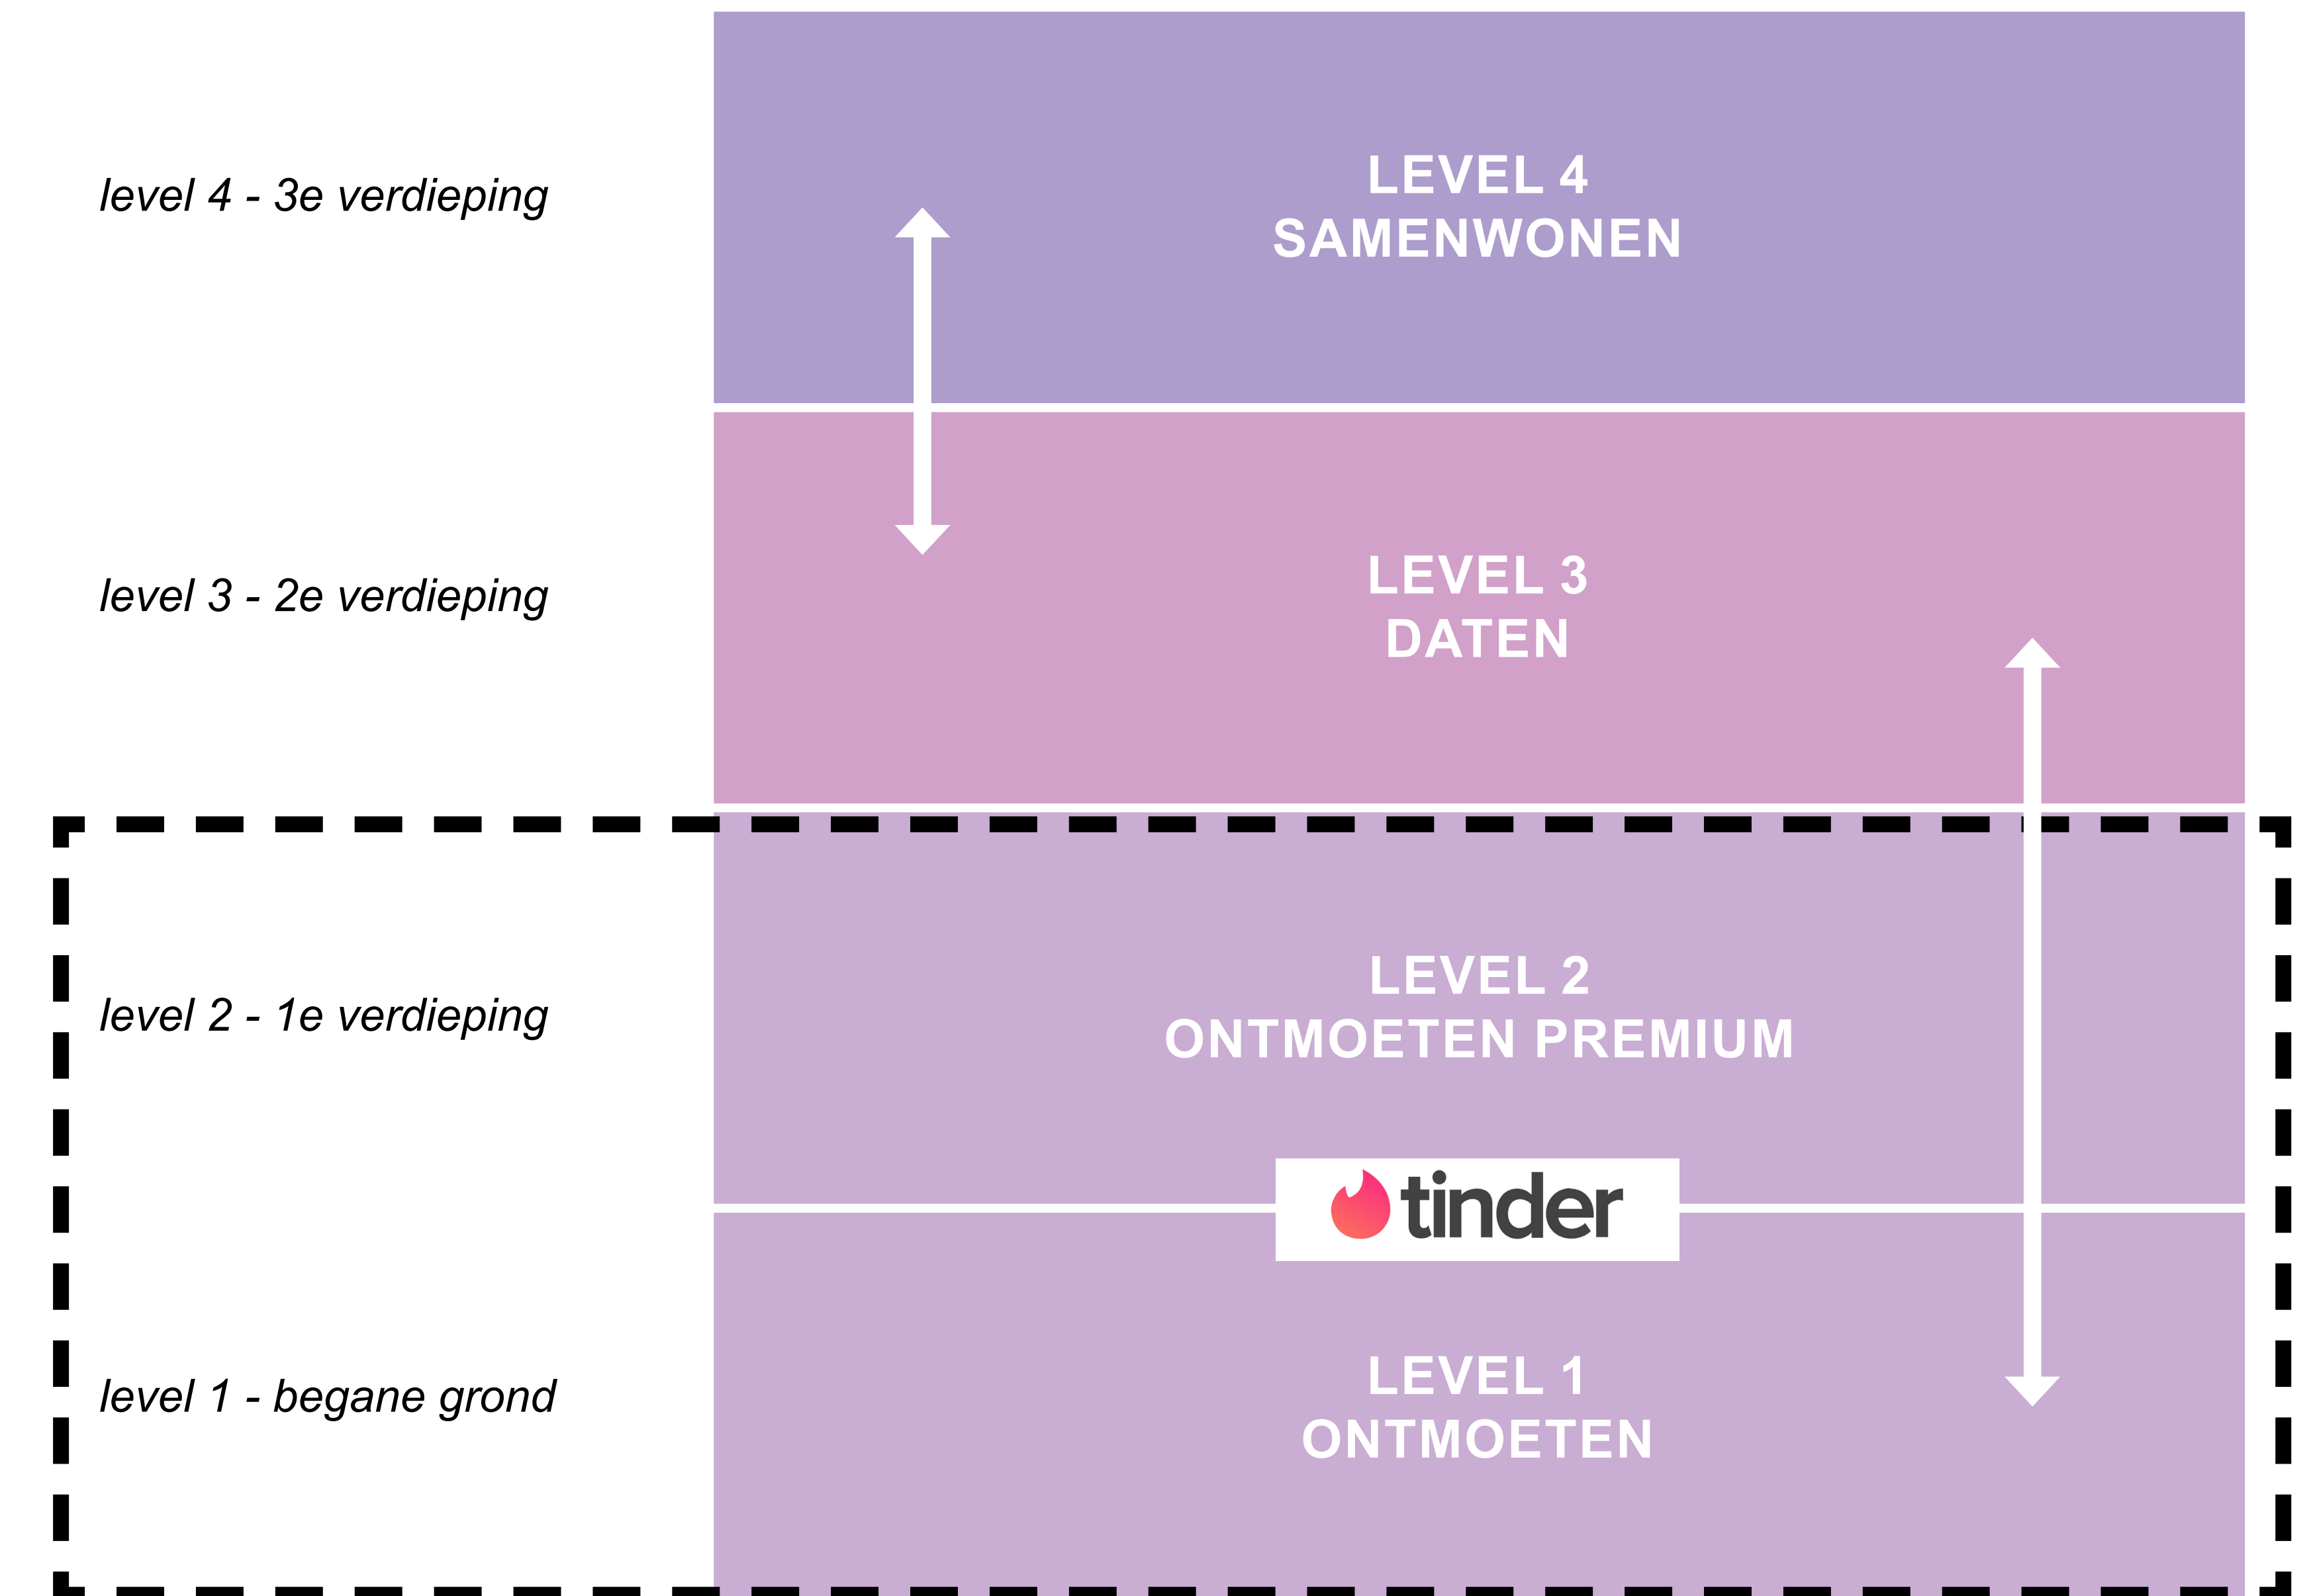 level 4 - 3e verdieping
LEVEL 4
SAMENWONEN
level 3 - 2e verdieping
LEVEL 3
DATEN
level 2 - 1e verdieping
LEVEL 2
ONTMOETEN PREMIUM
tinder
level 1 - begane grond
LEVEL 1
ONTMOETEN